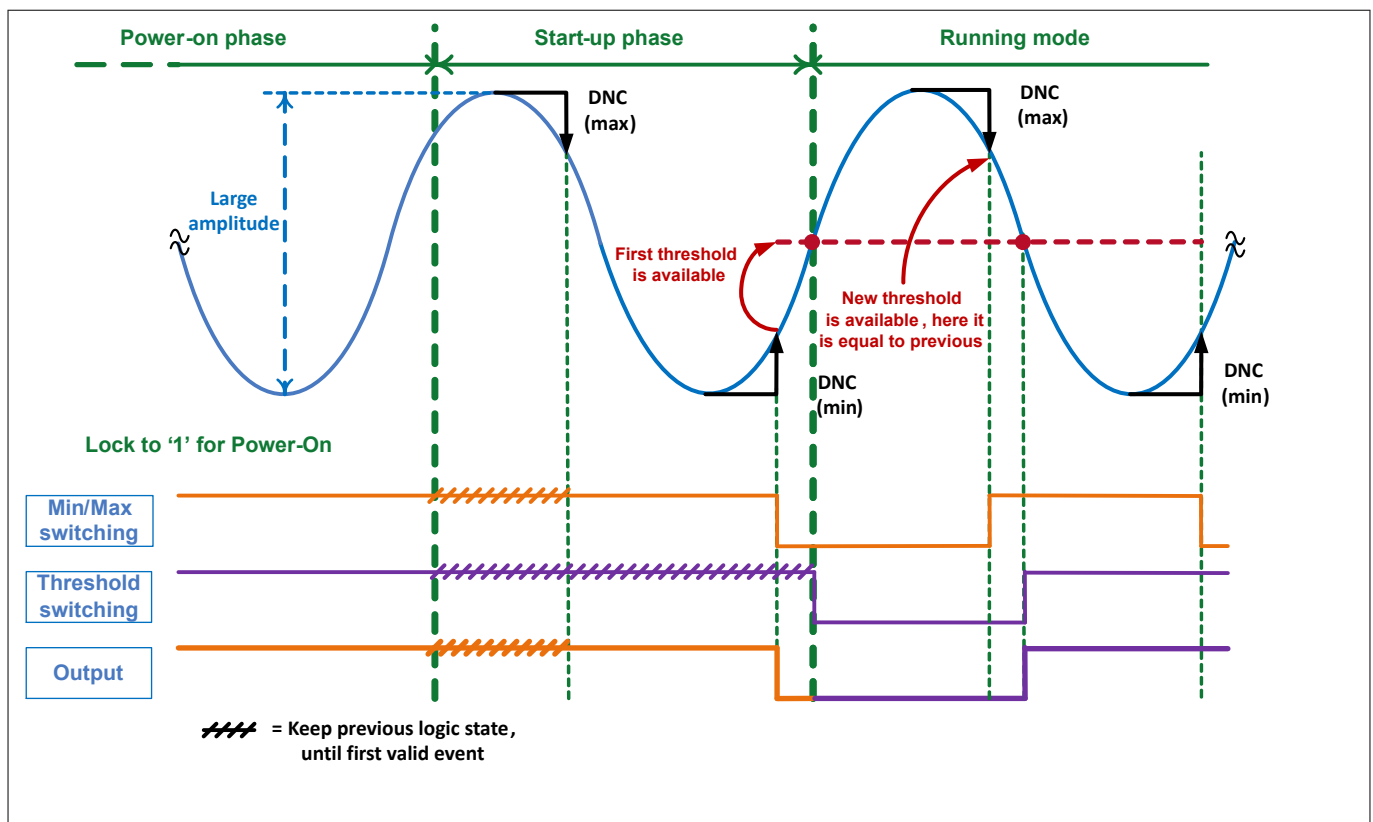 Power-on phase
Start-up phase
Running mode
DNC
(max)
DNC
(max)
Large
amplitude
First threshold
is available
New threshold
is available , here it
is equal to previous
DNC
(min)
DNC
(min)
Lock to ‘1’ for Power-On
Min/Max
switching
Threshold
switching
Output
= Keep previous logic state ,
until first valid event